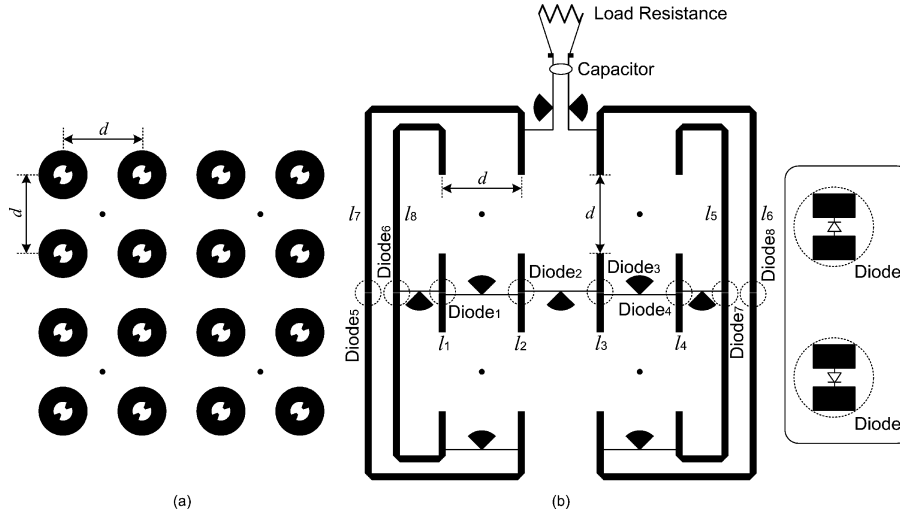 Load Resistance
Capacitor
d
d
d
d
l7
l8
l5
l6
Diode6
Diode8
Diode2
Diode3
Diode
Diode5
Diode1
Diode4
Diode7
l1
l2
l3
l4
Diode
(a)
(b)